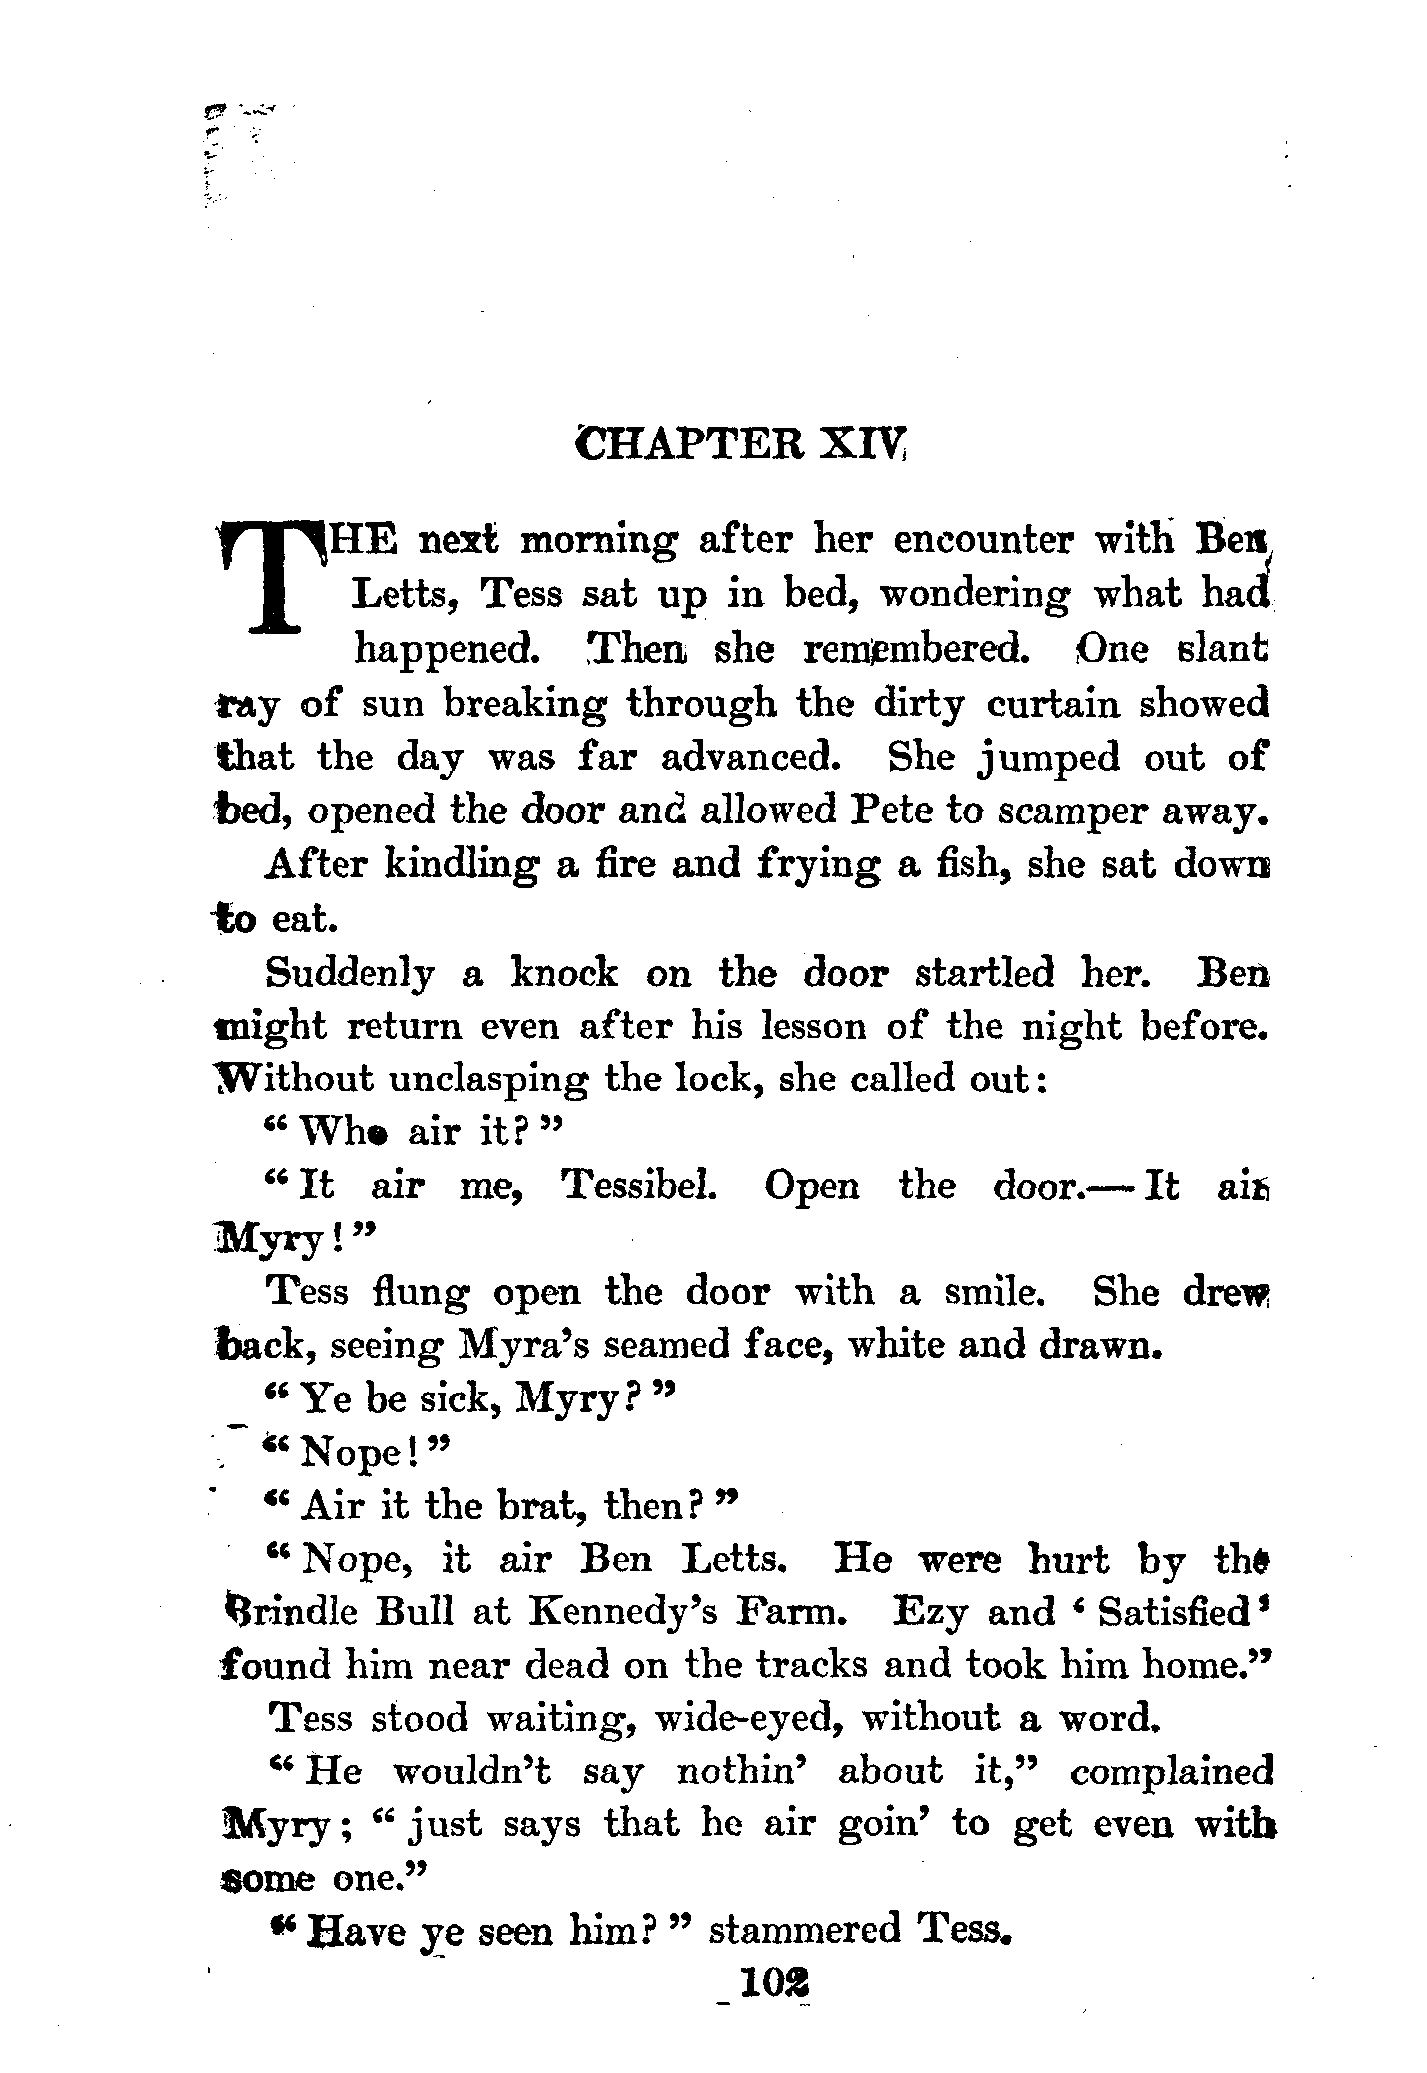 CHAPTER XIV
THE next morning after her encounter with Ben
Letts, Tess sat up in bed, wondering what had
happened. Then she remembered. One slant
ray of sun breaking through the dirty curtain showed
that the day was far advanced. She jumped out of
bed, opened the door and allowed Pete to scamper away.
After kindling a fire and frying a fish, she sat down
to eat.
Suddenly a knock on the door startled her. Ben
might return even after his lesson of the night before.
Without unclasping the lock, she called out:
“Who air it?”
“It air me, Tessibel. Open the door.—It air
Myry!”
Tess flung open the door with a smile. She drew
back, seeing Myra’s seamed face, white and drawn.
“Ye be sick, Myry?”
“Nope!”
“Air it the brat, then?”
“Nope, it air Ben Letts. He were hurt by the
Brindle Bull at Kennedy’s Farm. Ezy and ‘Satisfied’
found him near dead on the tracks and took him home.”
Tess stood waiting, wide-eyed, without a word.
“He wouldn’t say nothin’ about it,” complained
Myry; “just says that he air goin’ to get even with
some one.”
“Have ye seen him?” stammered Tess.
102